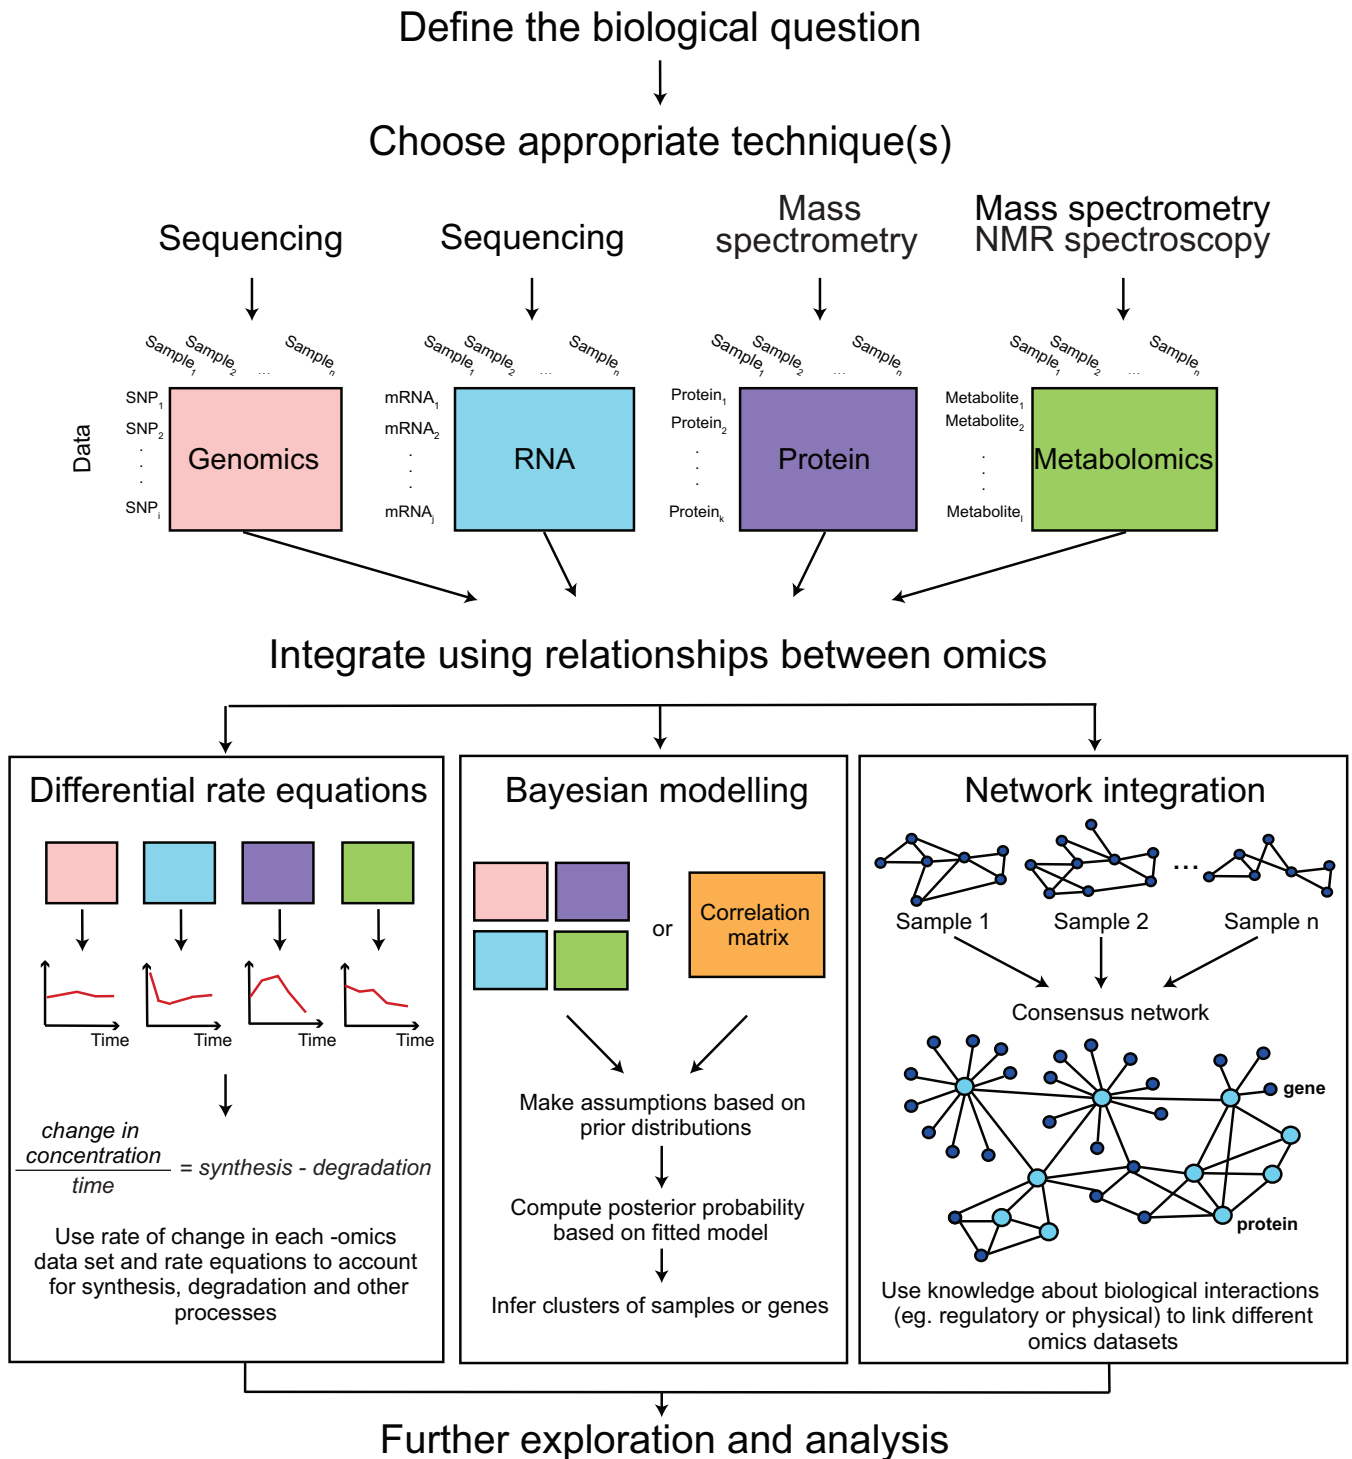 Define the biological question
Choose appropriate technique(s)
Sequencing
Sequencing
Mass
spectrometry
Mass spectrometry
NMR spectroscopy
Data
Sample1 Sample2 ... Samplen
SNP1
SNP2
.
.
.
SNPi
Genomics
Sample1 Sample2 ... Samplen
mRNA1
mRNA2
.
.
.
mRNAj
RNA
Sample1 Sample2 ... Samplen
Protein1
Protein2
.
.
.
Proteink
Protein
Sample1 Sample2 ... Samplen
Metabolite1
Metabolite2
.
.
.
Metabolitel
Metabolomics
Integrate using relationships between omics
Differential rate equations
Time
Time
Time
Time
change in
concentration
time
= synthesis - degradation
Use rate of change in each -omics
data set and rate equations to account
for synthesis, degradation and other
processes
Bayesian modelling
or
Correlation
matrix
Make assumptions based on
prior distributions
Compute posterior probability
based on fitted model
Infer clusters of samples or genes
Network integration
...
Sample 1
Sample 2
Sample n
Consensus network
gene
protein
Use knowledge about biological interactions
(eg. regulatory or physical) to link different
omics datasets
Further exploration and analysis